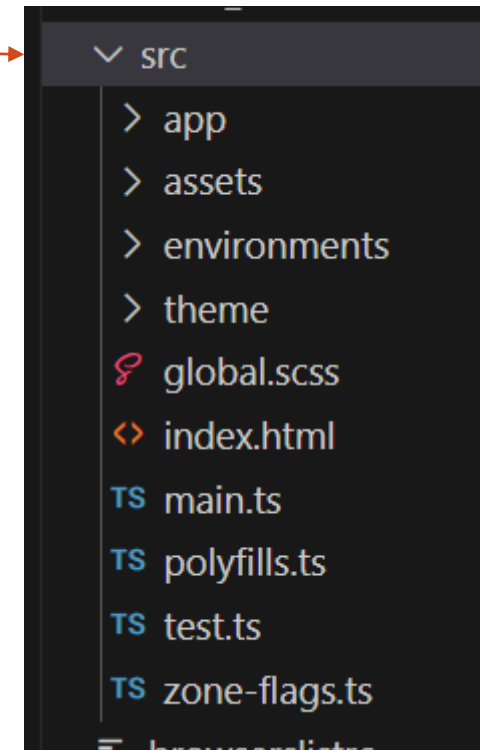 src
app
assets
environments
theme
global.scss
<> index.html
TS main.ts
TS polyfills.ts
TS test.ts
TS zone-flags.ts